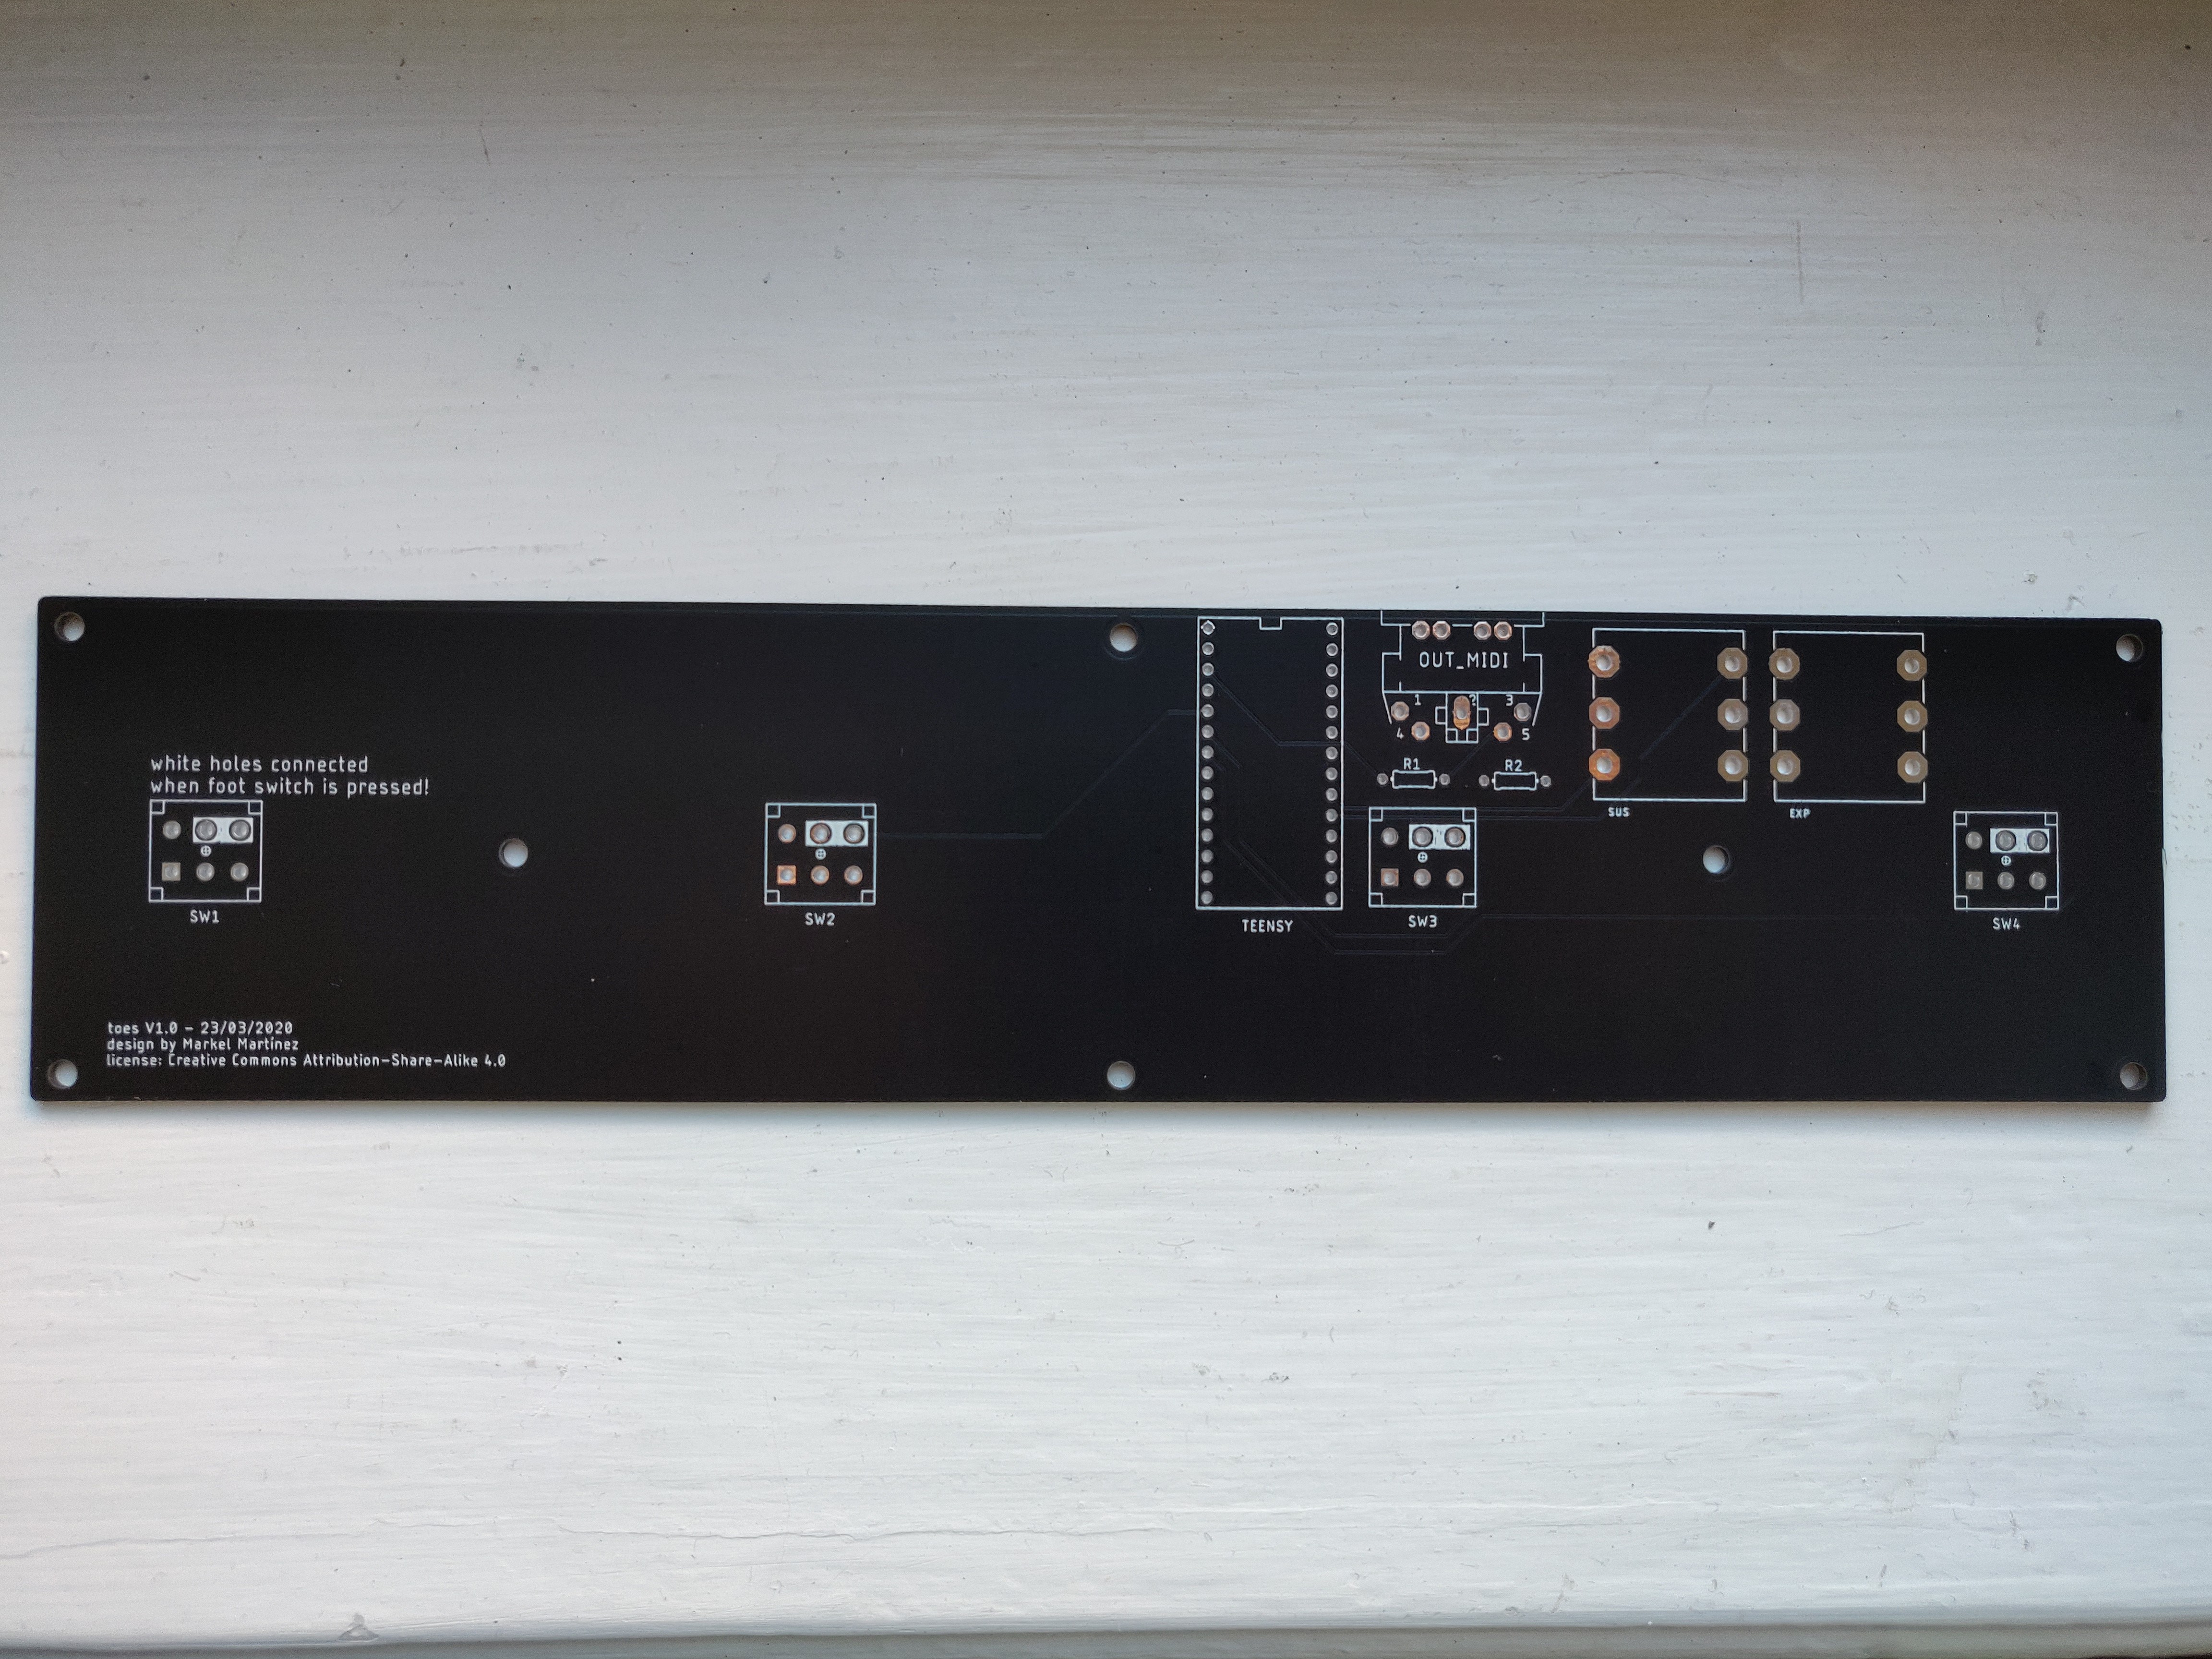 OUT_MIDI
1
2
3
4
5
R1
R2
white holes connected
when foot switch is pressed!
SUS
EXP
SW1
SW2
TEENSY
SW3
SW4
toes V1.0 - 23/03/2020
design by Markel Martínez
license: Creative Commons Attribution-Share-Alike 4.0